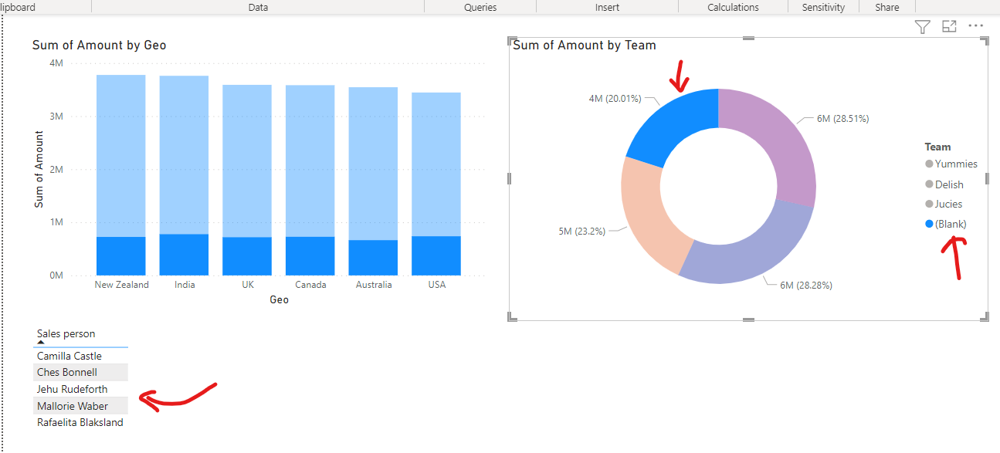 lipboard Data Queries Insert Calculations Sensitivity Share
Sum of Amount by Geo
4M
3M
2M
1M
0M
Sum of Amount
New Zealand India UK Canada Australia USA
Geo
Sum of Amount by Team
4M (20.01%)
6M (28.51%)
5M (23.2%)
6M (28.28%)
Team
Yummies
Delish
Jucies
(Blank)
Sales person
Camilla Castle
Ches Bonnell
Jehu Rudeforth
Mallorie Waber
Rafaelita Blaksland